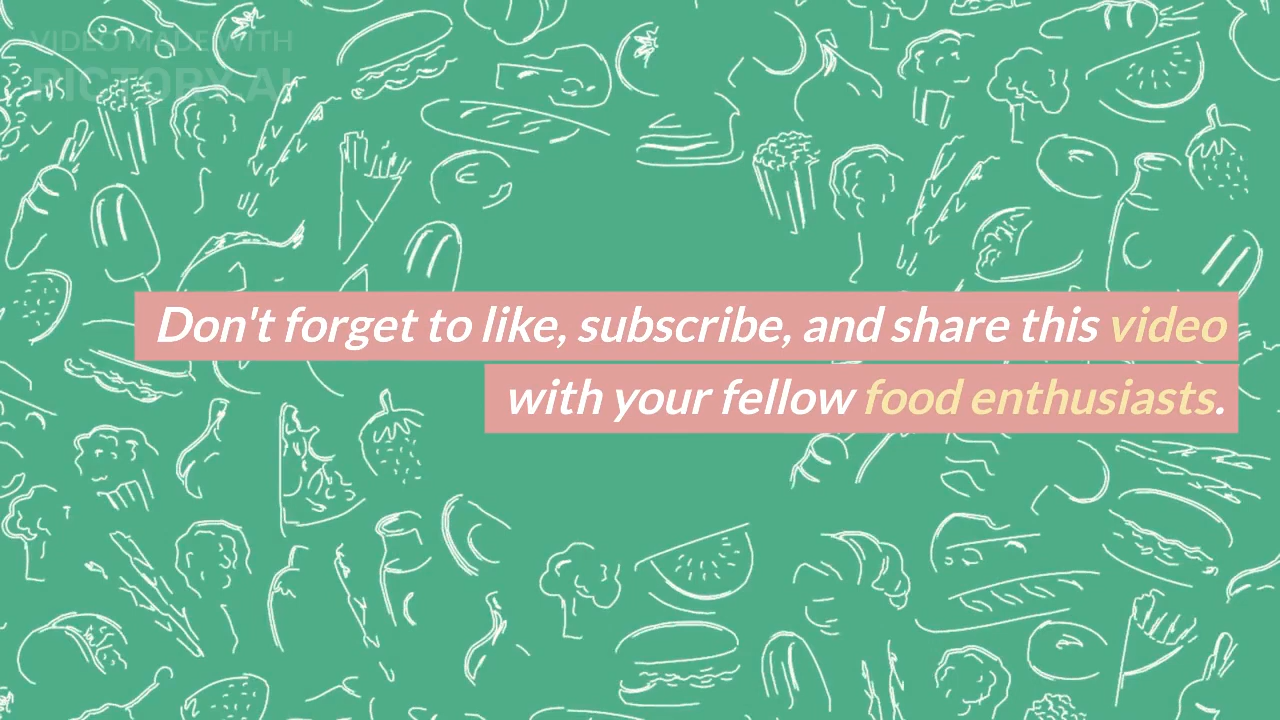 VIDEO MADE WITH
PICTORY.AI
Don't forget to like, subscribe, and share this video
with your fellow food enthusiasts.